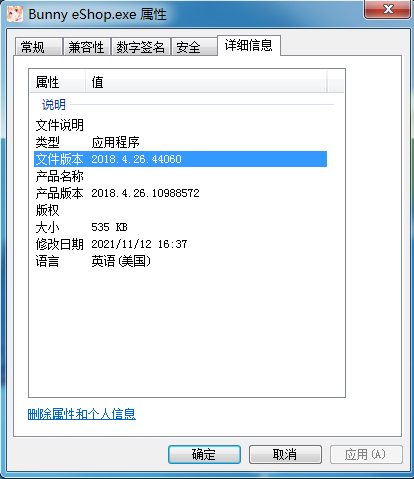 Bunny eShop.exe 属性
常规 兼容性 数字签名 安全 详细信息
属性 值
说明
文件说明
类型 应用程序
文件版本 2018.4.26.44060
产品名称
产品版本 2018.4.26.10988572
版权
大小 535 KB
修改日期 2021/11/12 16:37
语言 英语(美国)
删除属性和个人信息
确定 取消 应用(A)